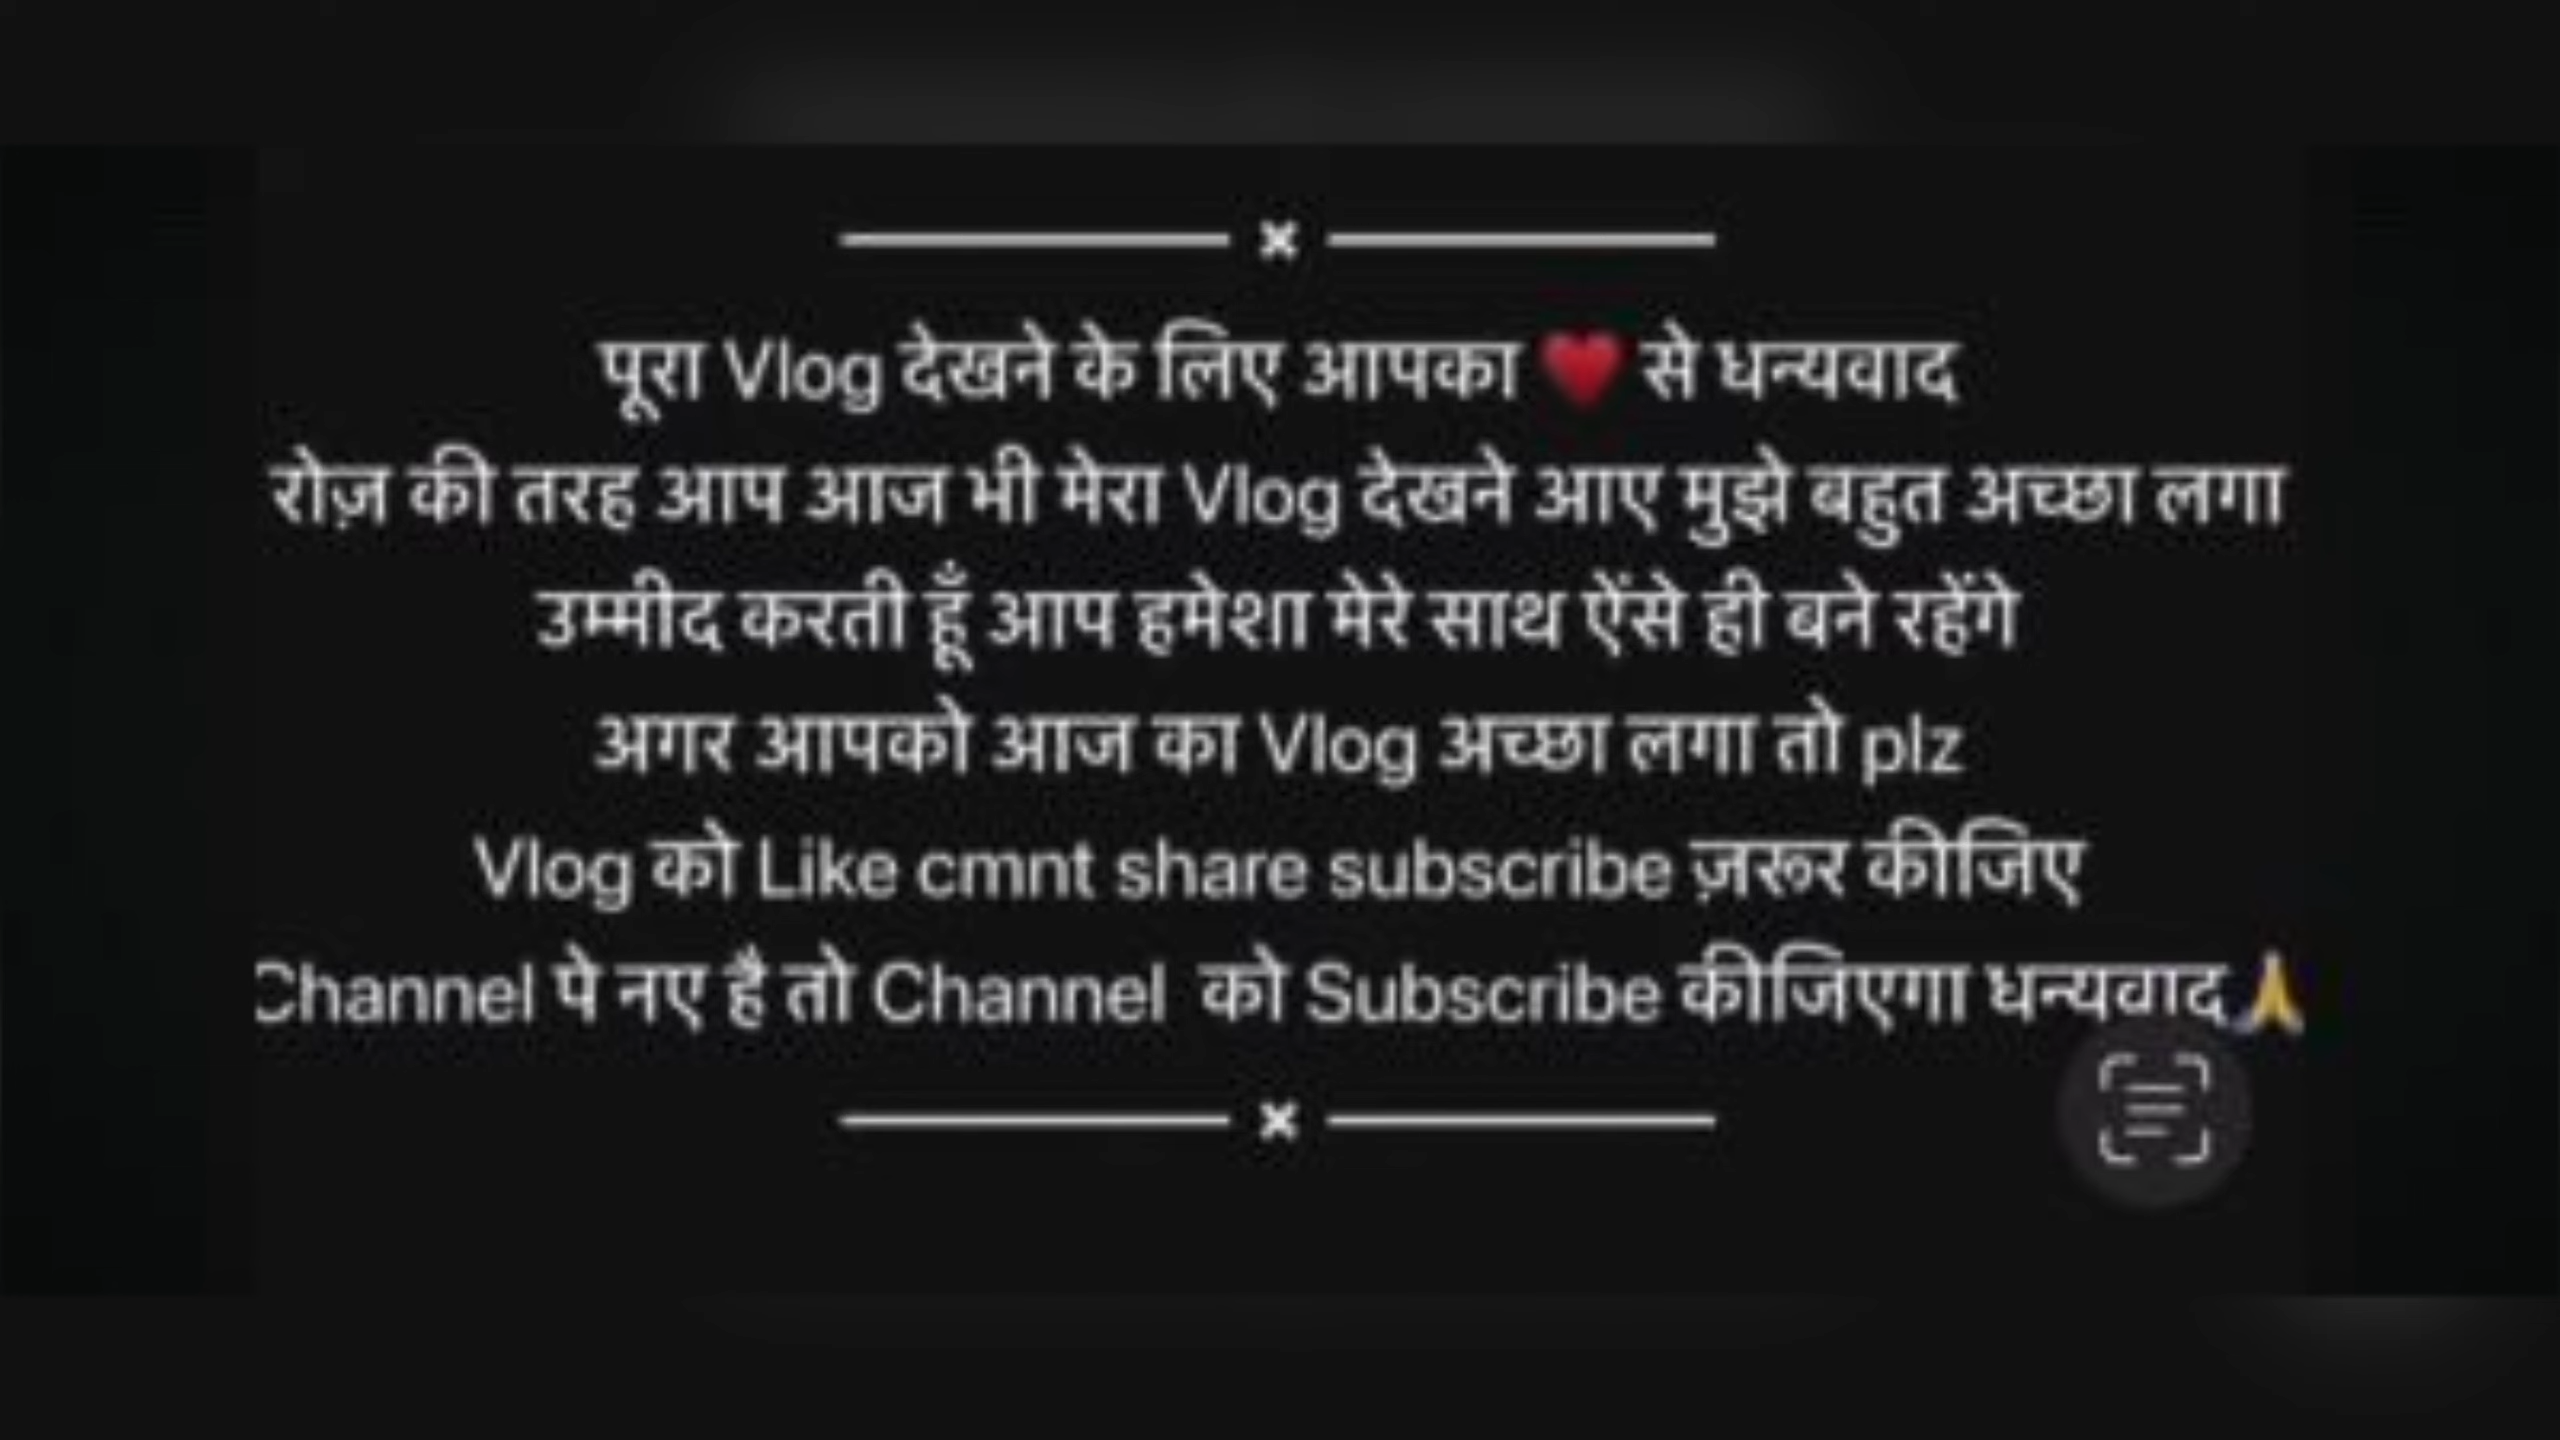 पूरा Vlog देखने के लिए आपका ♥️ से धन्यवाद
रोज़ की तरह आप आज भी मेरा Vlog देखने आए मुझे बहुत अच्छा लगा
उम्मीद करती हूँ आप हमेशा मेरे साथ ऐंसे ही बने रहेंगे
अगर आपको आज का Vlog अच्छा लगा तो plz
Vlog को Like cmnt share subscribe ज़रूर कीजिए
Channel पे नए है तो Channel को Subscribe कीजिएगा धन्यवाद🙏